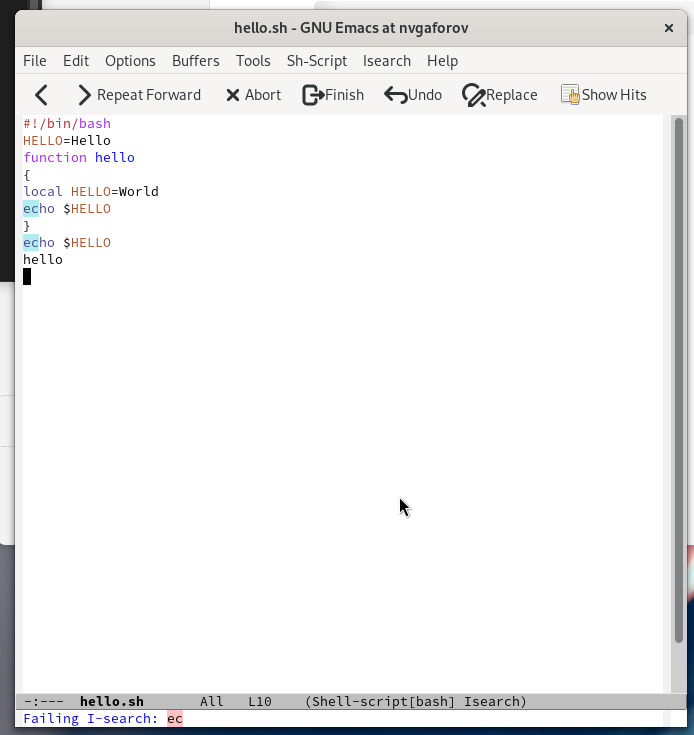 hello.sh - GNU Emacs at nvgaforov
File Edit Options Buffers Tools Sh-Script Isearch Help
Repeat Forward Abort Finish Undo Replace Show Hits
#!/bin/bash
HELLO=Hello
function hello
{
local HELLO=World
echo $HELLO
}
echo $HELLO
hello
-:--- hello.sh All L10 (Shell-script[bash] Isearch)
Failing I-search: ec